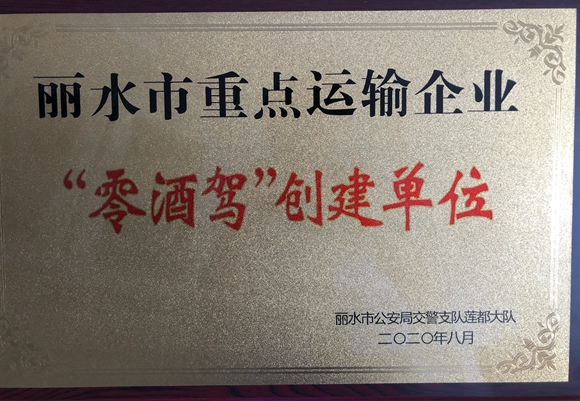 丽水市重点运输企业
“零酒驾”创建单位
丽水市公安局交警支队莲都大队
二〇二〇年八月